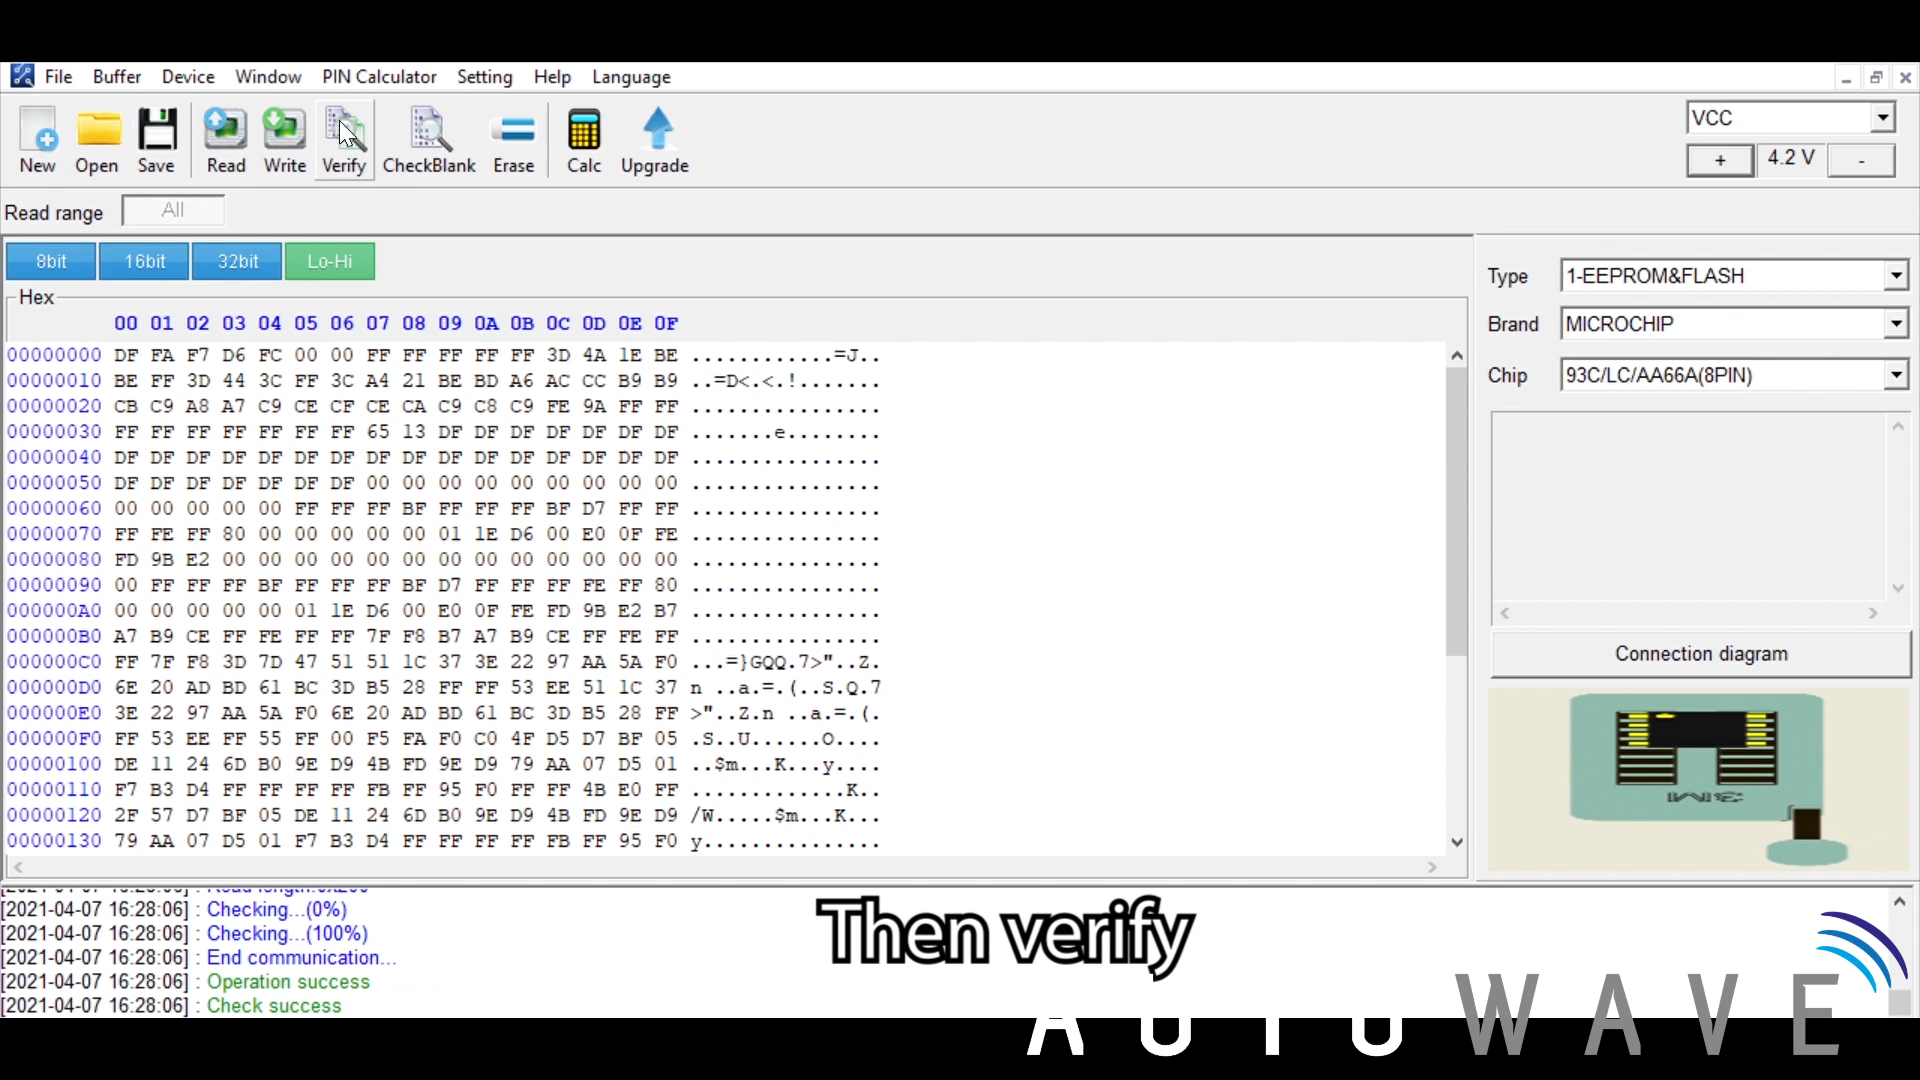 File Buffer Device Window PIN Calculator Setting Help Language
New Open Save Read Write Verify CheckBlank Erase Calc Upgrade
VCC
+ 4.2 V -
Read range All
8bit 16bit 32bit Lo-Hi
Hex
00 01 02 03 04 05 06 07 08 09 0A 0B 0C 0D 0E 0F
00000000 DF FA F7 D6 FC 00 00 FF FF FF FF FF 3D 4A 1E BE ............=J..
00000010 BE FF 3D 44 3C FF 3C A4 21 BE BD A6 AC CC B9 B9 ..=D<.<.!.......
00000020 CB C9 A8 A7 C9 CE CF CE CA C9 C8 C9 FE 9A FF FF ................
00000030 FF FF FF FF FF FF FF 65 13 DF DF DF DF DF DF DF .......e........
00000040 DF DF DF DF DF DF DF DF DF DF DF DF DF DF DF DF ................
00000050 DF DF DF DF DF DF DF 00 00 00 00 00 00 00 00 00 ................
00000060 00 00 00 00 00 FF FF FF BF FF FF FF BF D7 FF FF ................
00000070 FF FE FF 80 00 00 00 00 00 01 1E D6 00 E0 0F FE ................
00000080 FD 9B E2 00 00 00 00 00 00 00 00 00 00 00 00 00 ................
00000090 00 FF FF FF BF FF FF FF BF D7 FF FF FF FE FF 80 ................
000000A0 00 00 00 00 00 01 1E D6 00 E0 0F FE FD 9B E2 B7 ................
000000B0 A7 B9 CE FF FE FF FF 7F F8 B7 A7 B9 CE FF FE FF ................
000000C0 FF 7F F8 3D 7D 47 51 51 1C 37 3E 22 97 AA 5A F0 ...=}GQQ.7>"..Z.
000000D0 6E 20 AD BD 61 BC 3D B5 28 FF FF 53 EE 51 1C 37 n ..a.=.(..S.Q.7
000000E0 3E 22 97 AA 5A F0 6E 20 AD BD 61 BC 3D B5 28 FF >"..Z.n ..a.=.(.
000000F0 FF 53 EE FF 55 FF 00 F5 FA F0 C0 4F D5 D7 BF 05 .S..U......O....
00000100 DE 11 24 6D B0 9E D9 4B FD 9E D9 79 AA 07 D5 01 ..$m...K...y....
00000110 F7 B3 D4 FF FF FF FF FB FF 95 F0 FF FF 4B E0 FF .............K..
00000120 2F 57 D7 BF 05 DE 11 24 6D B0 9E D9 4B FD 9E D9 /W.....$m...K...
00000130 79 AA 07 D5 01 F7 B3 D4 FF FF FF FF FB FF 95 F0 y...............
Type 1-EEPROM&FLASH
Brand MICROCHIP
Chip 93C/LC/AA66A(8PIN)
Connection diagram
[2021-04-07 16:28:06] : Checking...(0%)
[2021-04-07 16:28:06] : Checking...(100%)
[2021-04-07 16:28:06] : End communication...
[2021-04-07 16:28:06] : Operation success
[2021-04-07 16:28:06] : Check success
Then verify
AUTOWAVE